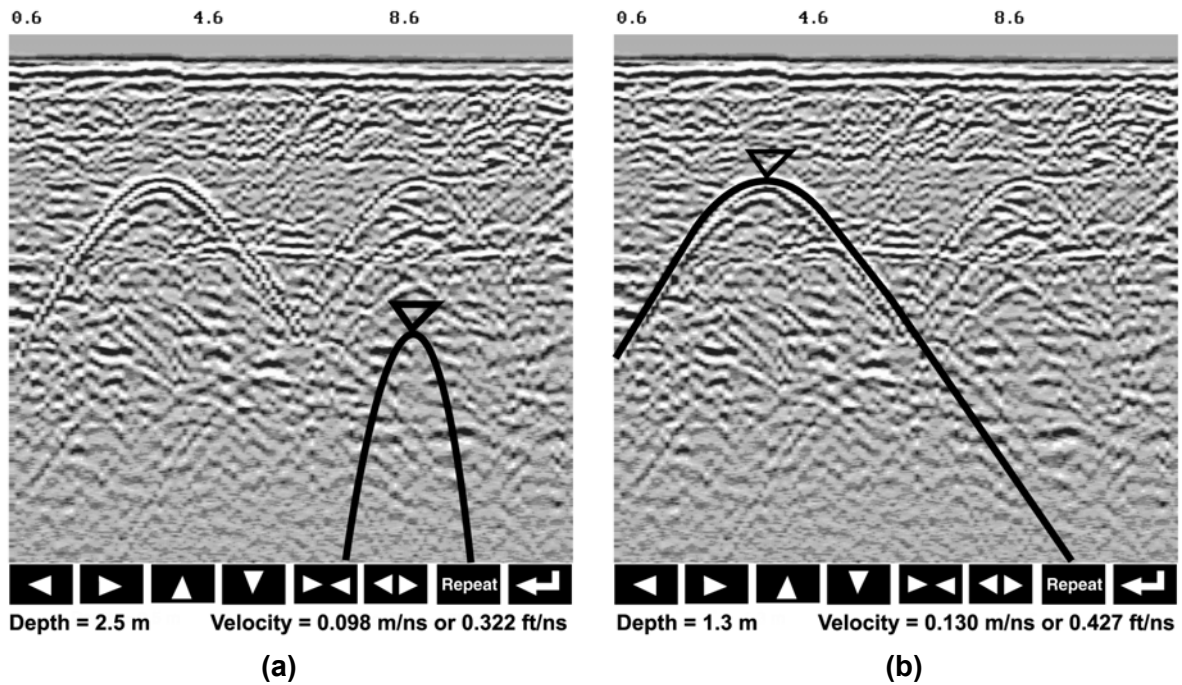 0.6 4.6 8.6
0.6 4.6 8.6
Repeat
Repeat
Depth = 2.5 m Velocity = 0.098 m/ns or 0.322 ft/ns
Depth = 1.3 m Velocity = 0.130 m/ns or 0.427 ft/ns
(a)
(b)